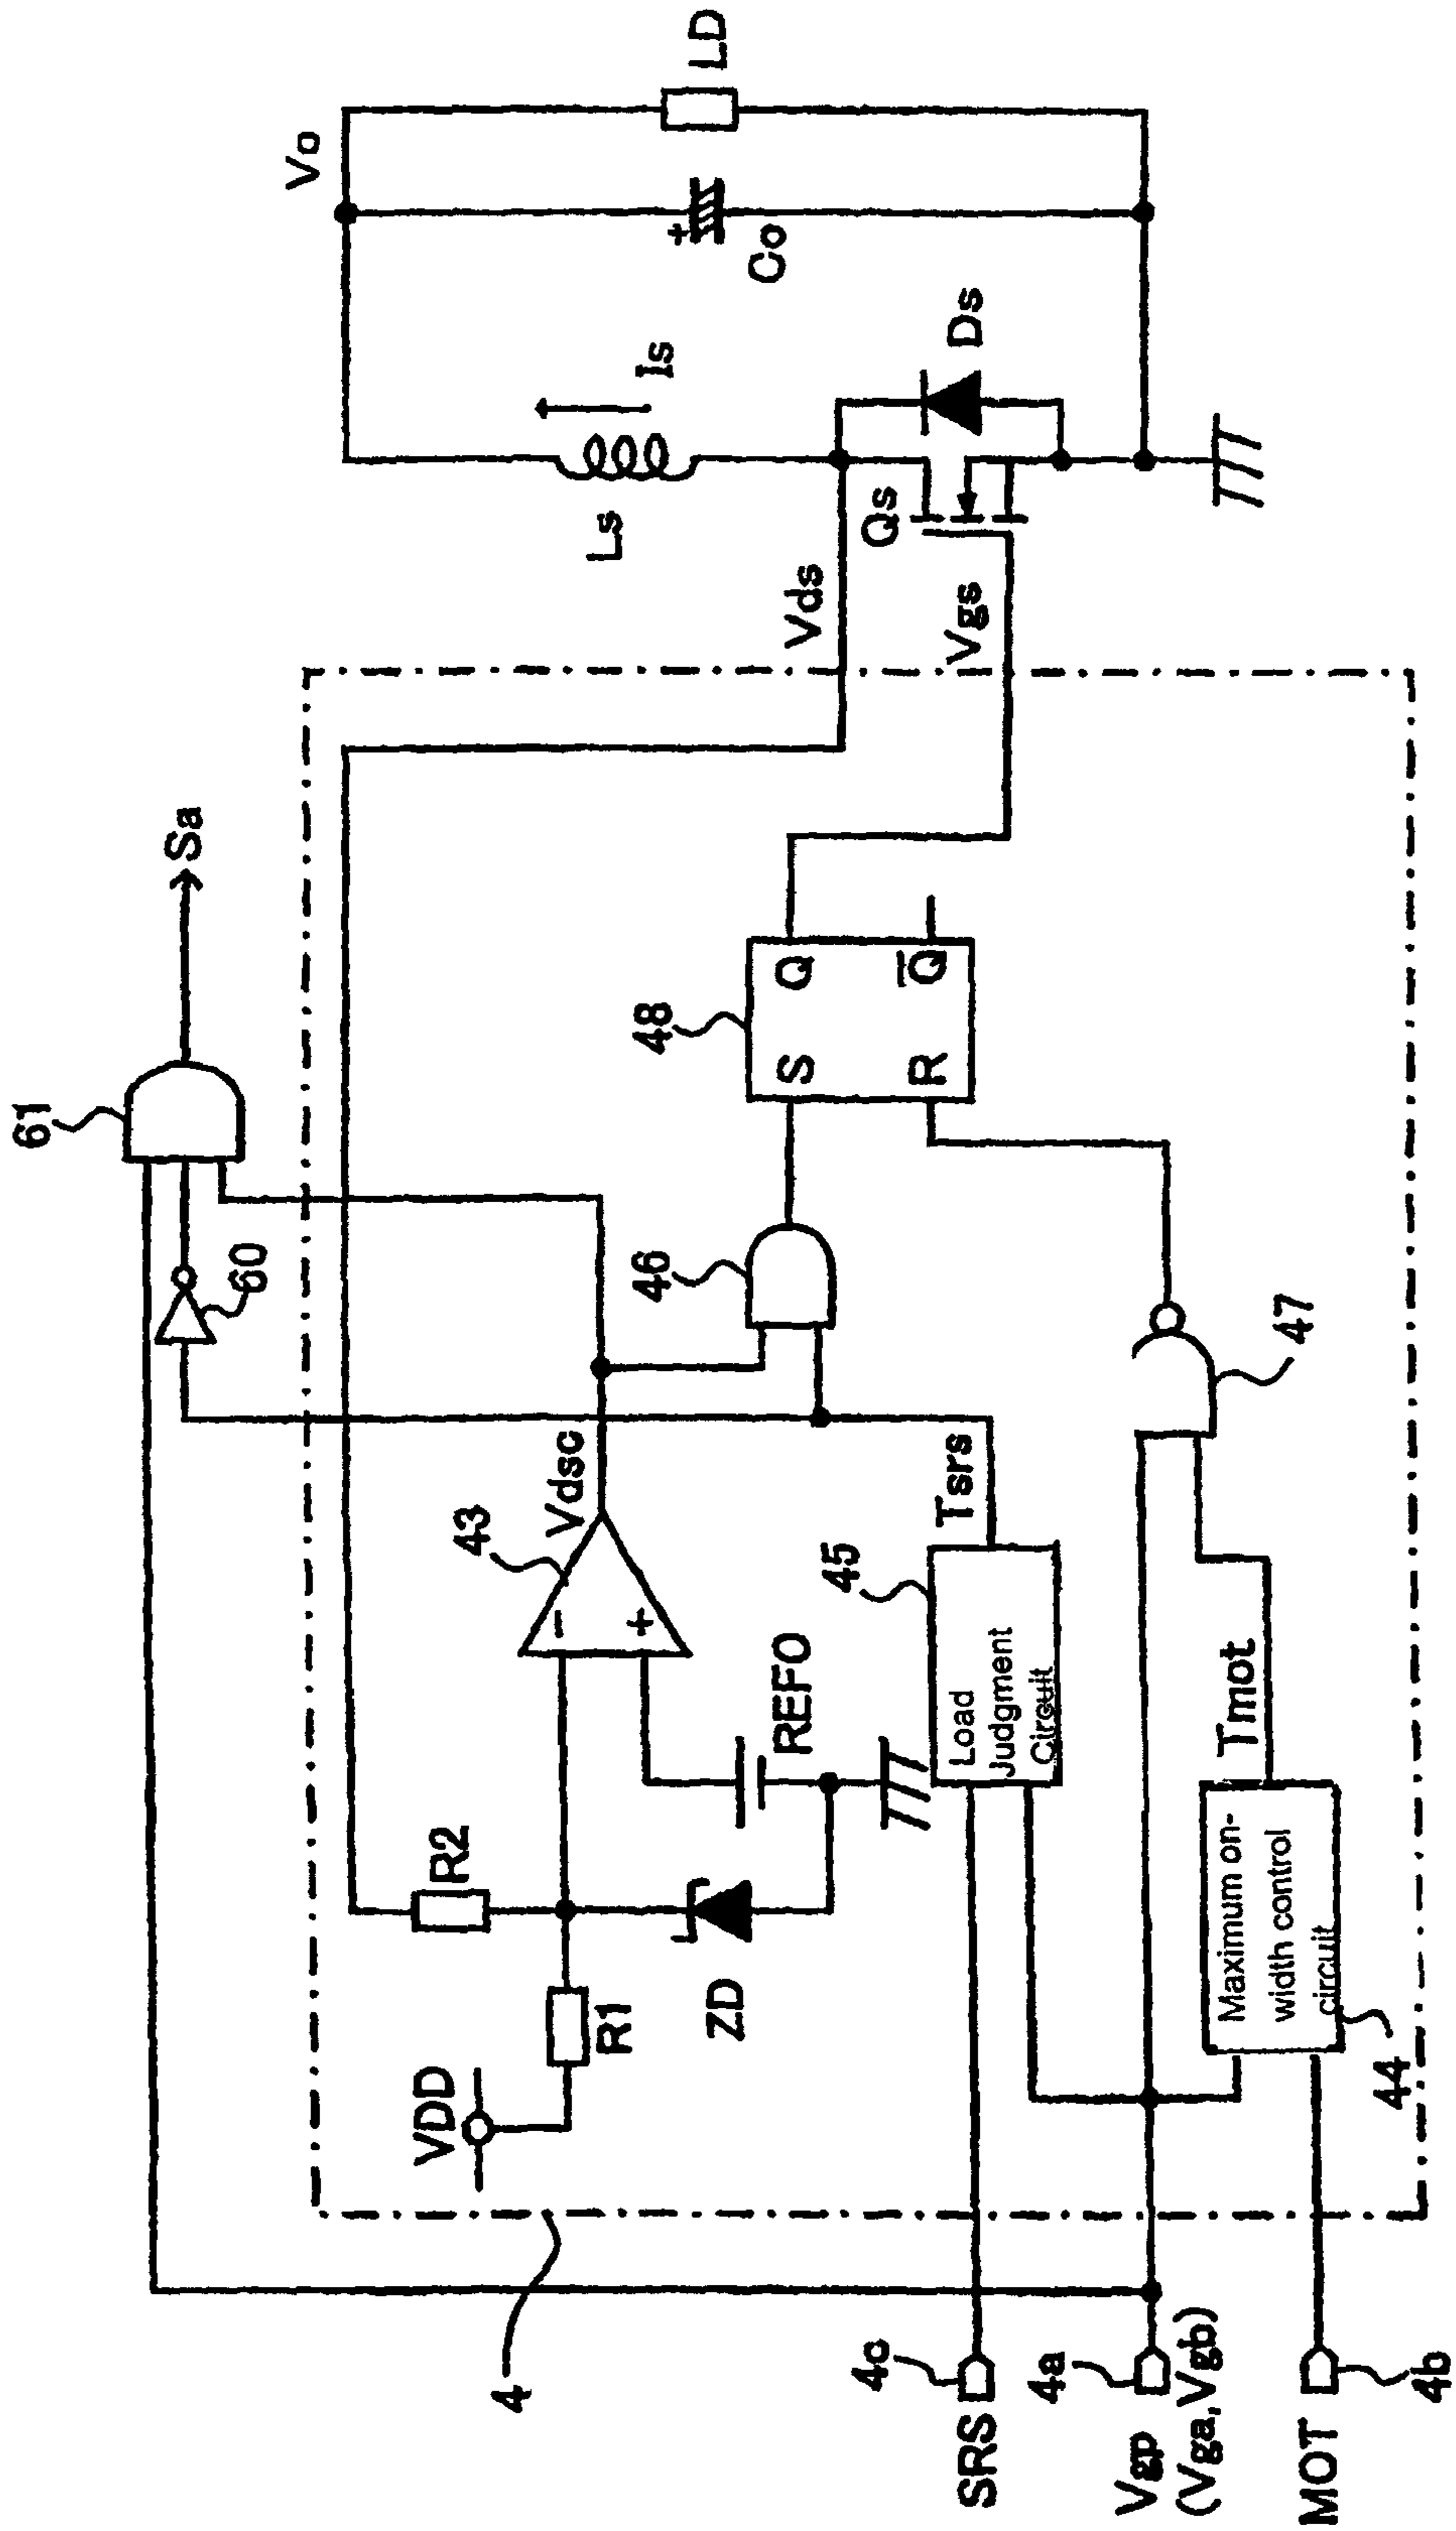 61
Sa
60
Vo
LD
+
Co
Is
Ls
Ds
Qs
Vds
Vgs
48
S
Q
R
Q
46
47
43
Vdsc
-
+
REFO
R2
R1
ZD
VDD
45
Load
Judgment
Circuit
Tsrs
Tmot
Maximum on-
width control
circuit
44
4
4c
SRS
4a
Vgp
(Vga,Vgb)
4b
MOT